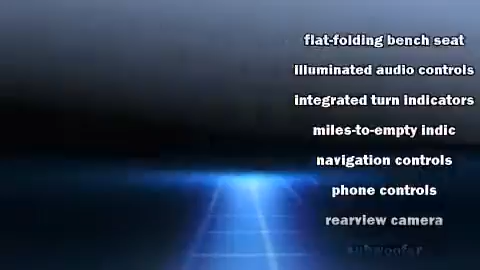 flat-folding bench seat
illuminated audio controls
integrated turn indicators
miles-to-empty indic
navigation controls
phone controls
rearview camera
subwoofer